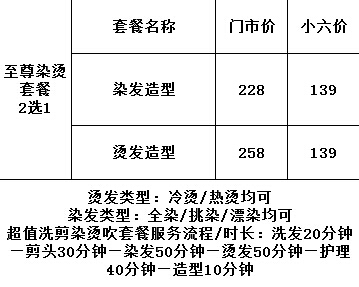 套餐名称 门市价 小六价
至尊染烫
套餐
2选1
染发造型 228 139
烫发造型 258 139
烫发类型：冷烫/热烫均可
染发类型：全染/挑染/漂染均可
超值洗剪染烫吹套餐服务流程/时长：洗发20分钟
—剪头30分钟—染发50分钟—烫发50分钟—护理
40分钟—造型10分钟